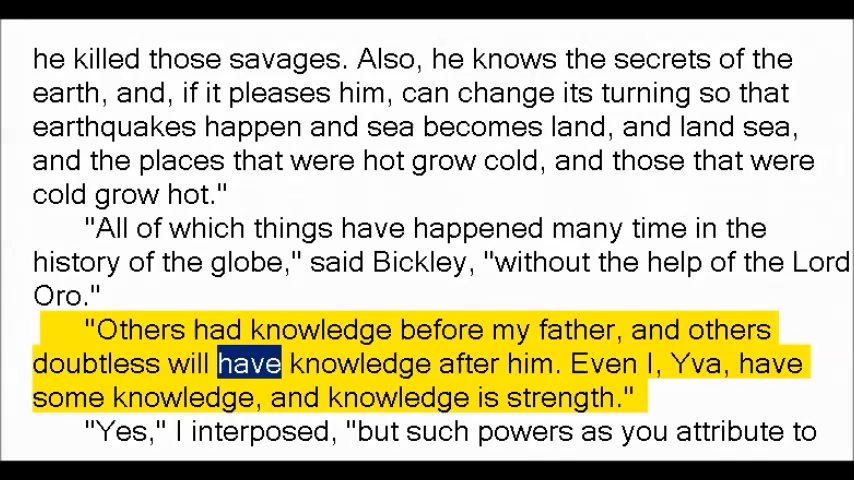 he killed those savages. Also, he knows the secrets of the
earth, and, if it pleases him, can change its turning so that
earthquakes happen and sea becomes land, and land sea,
and the places that were hot grow cold, and those that were
cold grow hot."
"All of which things have happened many time in the
history of the globe," said Bickley, "without the help of the Lord
Oro."
"Others had knowledge before my father, and others
doubtless will have knowledge after him. Even I, Yva, have
some knowledge, and knowledge is strength."
"Yes," I interposed, "but such powers as you attribute to